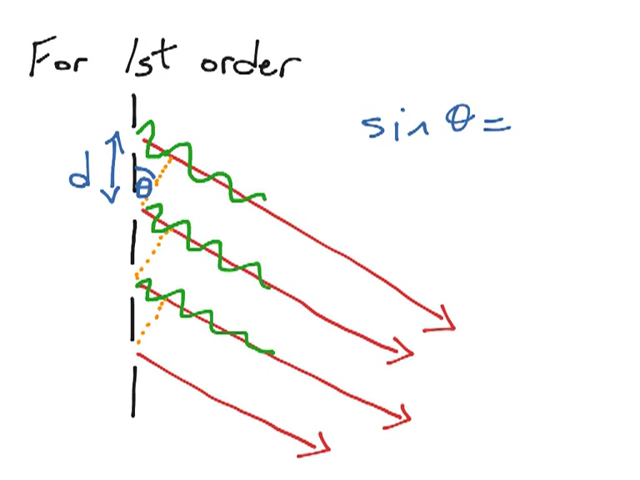 For 1st order
sin θ =
d
θ